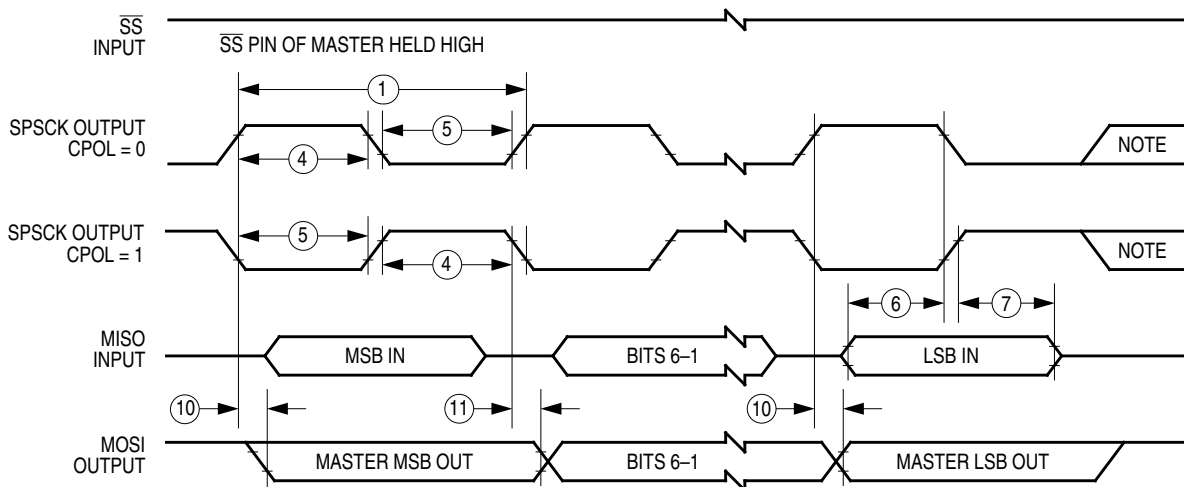 SS
INPUT
SS PIN OF MASTER HELD HIGH
1
SPSCK OUTPUT
CPOL = 0
5
4
NOTE
SPSCK OUTPUT
CPOL = 1
5
4
NOTE
6
7
MISO
INPUT
MSB IN
BITS 6–1
LSB IN
10
11
10
MOSI
OUTPUT
MASTER MSB OUT
BITS 6–1
MASTER LSB OUT